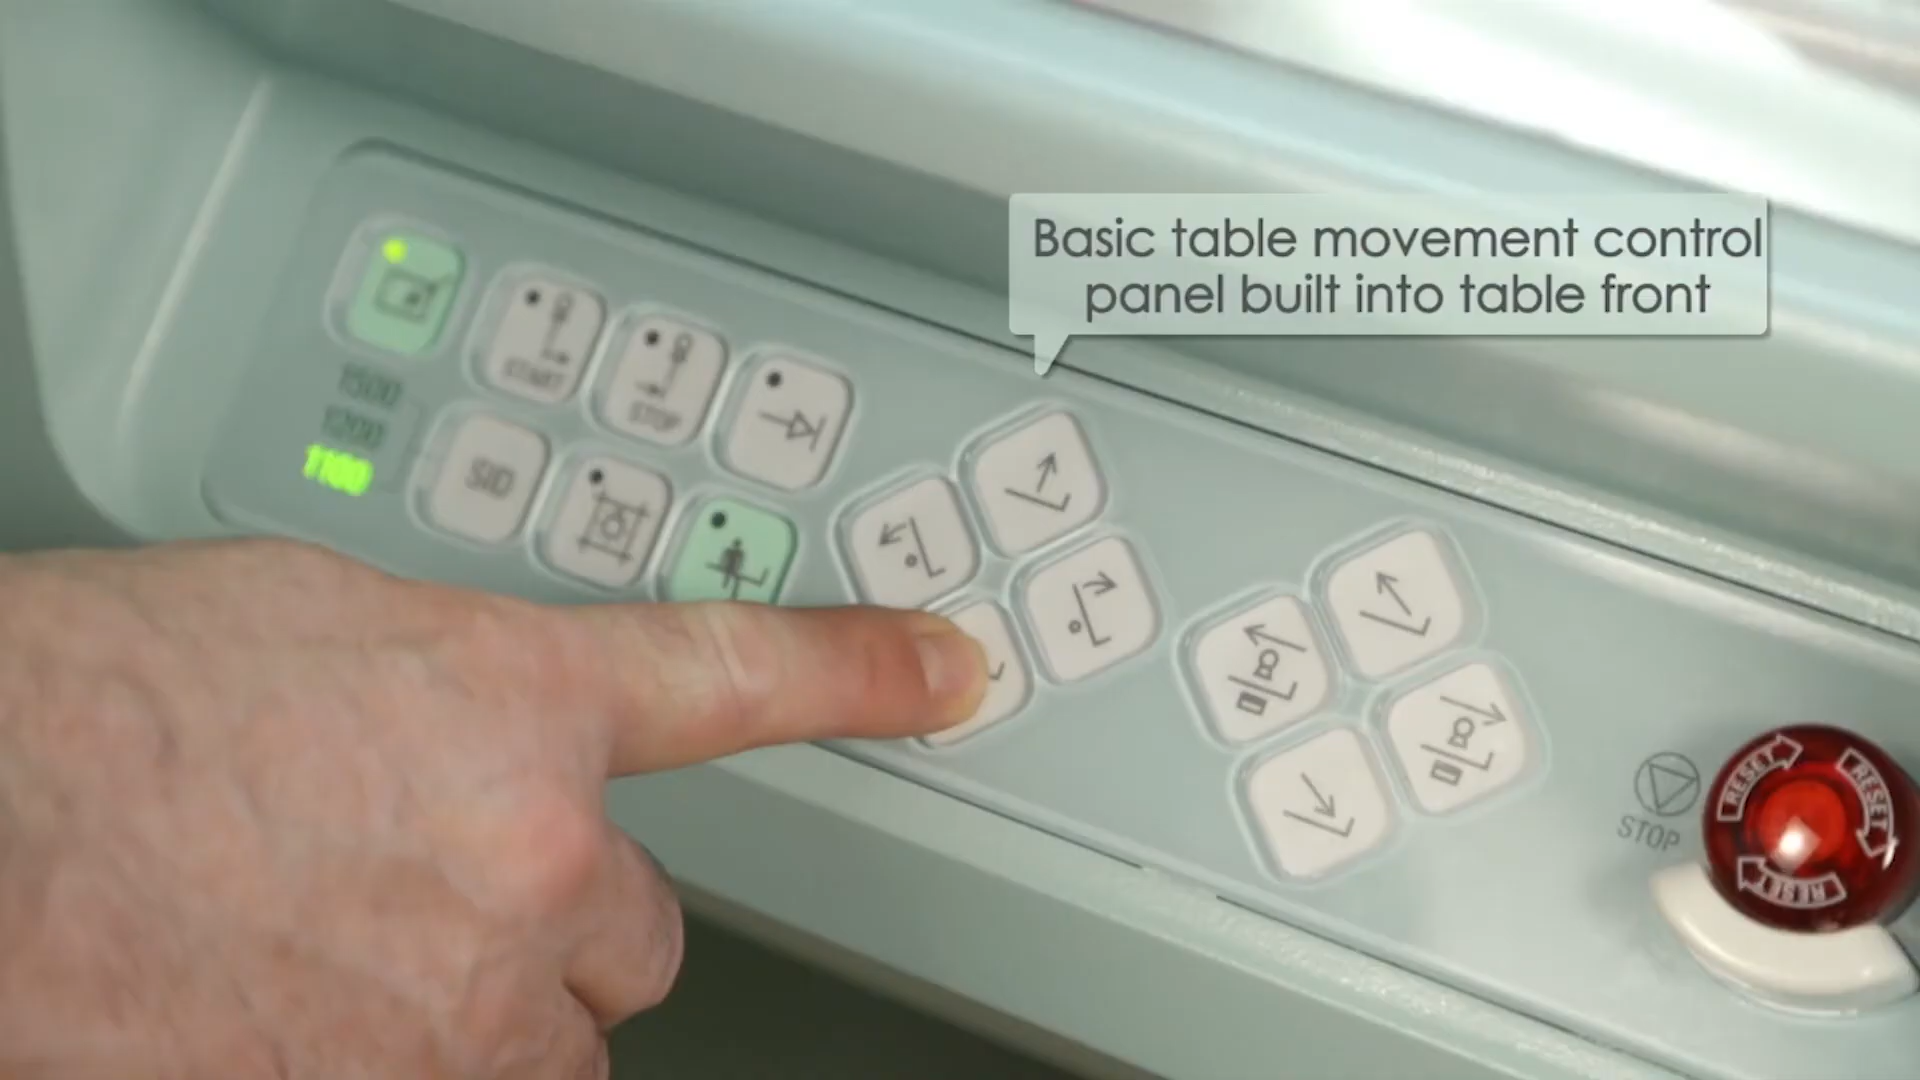 Basic table movement control
panel built into table front
1500
1200
1100
START
STOP
SID
STOP
RESET
RESET
RESET